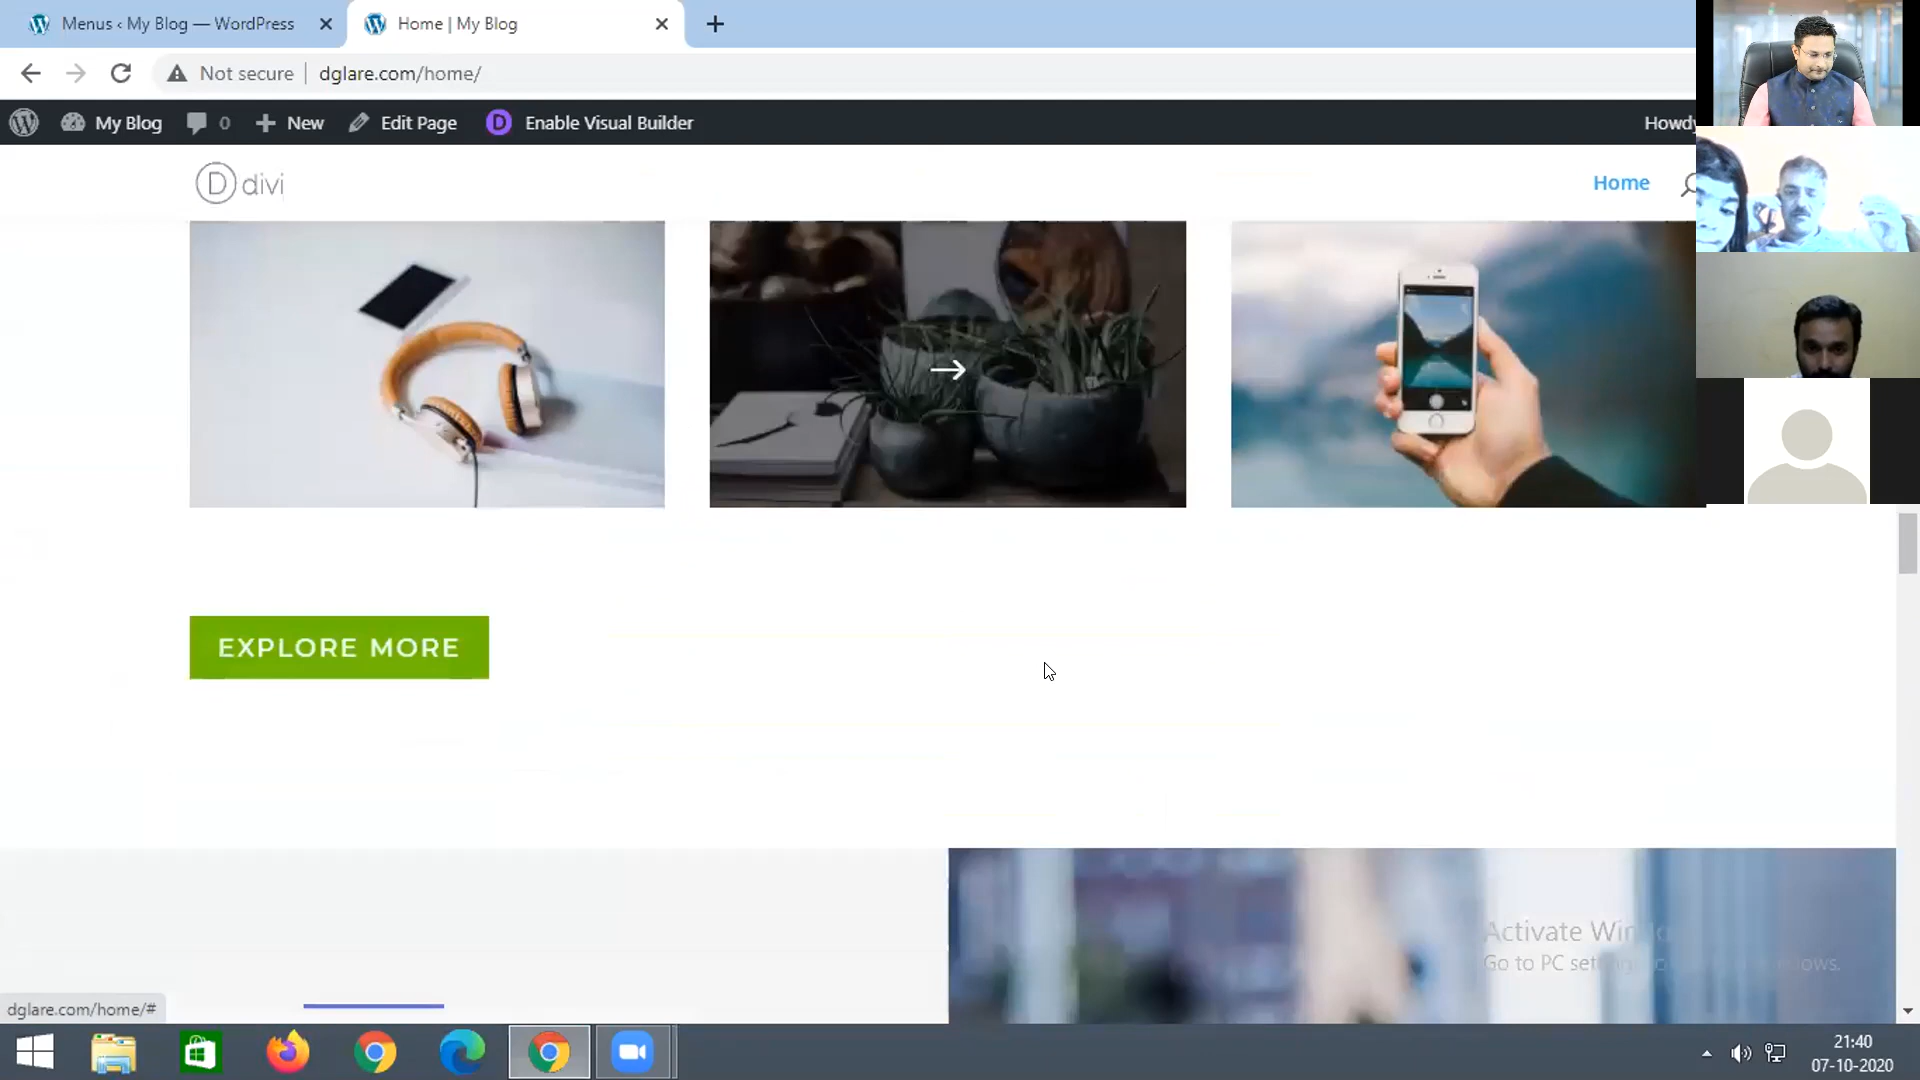 Menus ‹ My Blog — WordPress
Home | My Blog
Not secure
dglare.com/home/
My Blog
0
New
Edit Page
D
Enable Visual Builder
Howdy
D divi
Home
EXPLORE MORE
Activate Win
Go to PC
dglare.com/home/#
21:40
07-10-2020